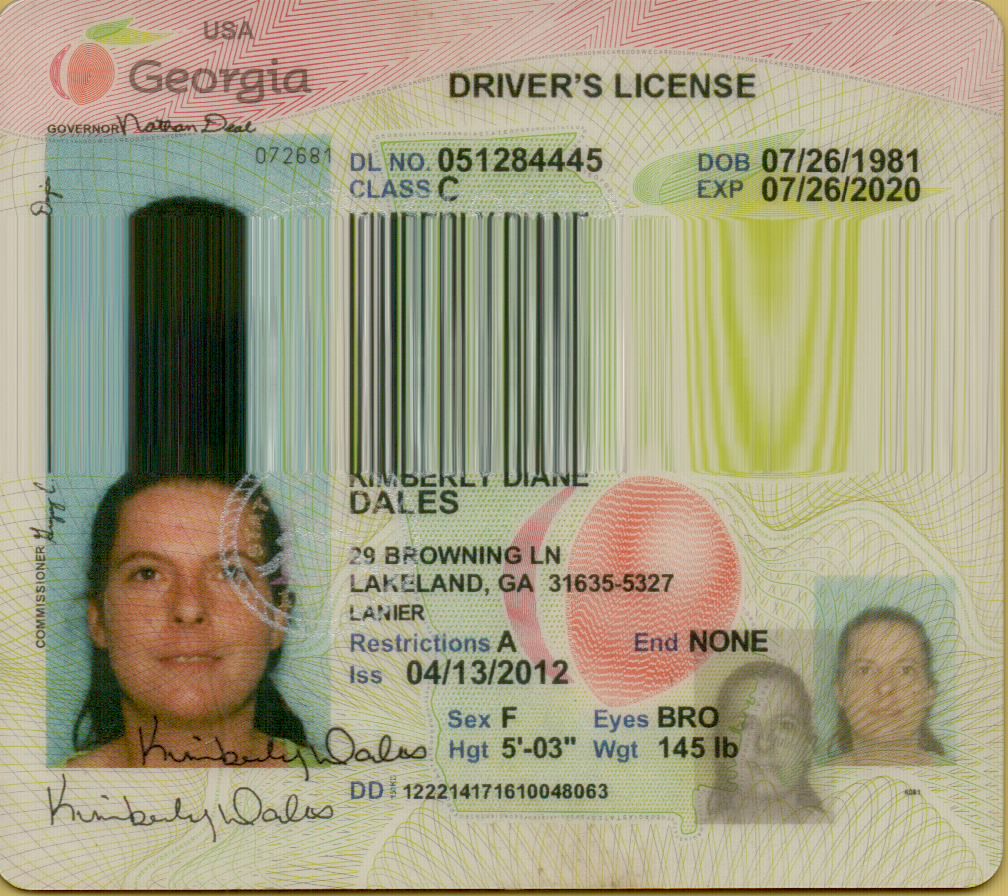 USA
Georgia
DRIVER'S LICENSE
GOVERNOR Nathan Deal
072681
DL NO. 051284445
DOB 07/26/1981
CLASS C
EXP 07/26/2020
KIMBERLY DIANE
DALES
29 BROWNING LN
LAKELAND, GA 31635-5327
LANIER
COMMISSIONER
Restrictions A
End NONE
Iss 04/13/2012
Sex F
Eyes BRO
Hgt 5'-03"
Wgt 145 lb
Kimberly Dales
DD 122214171610048063
Kimberly Dales